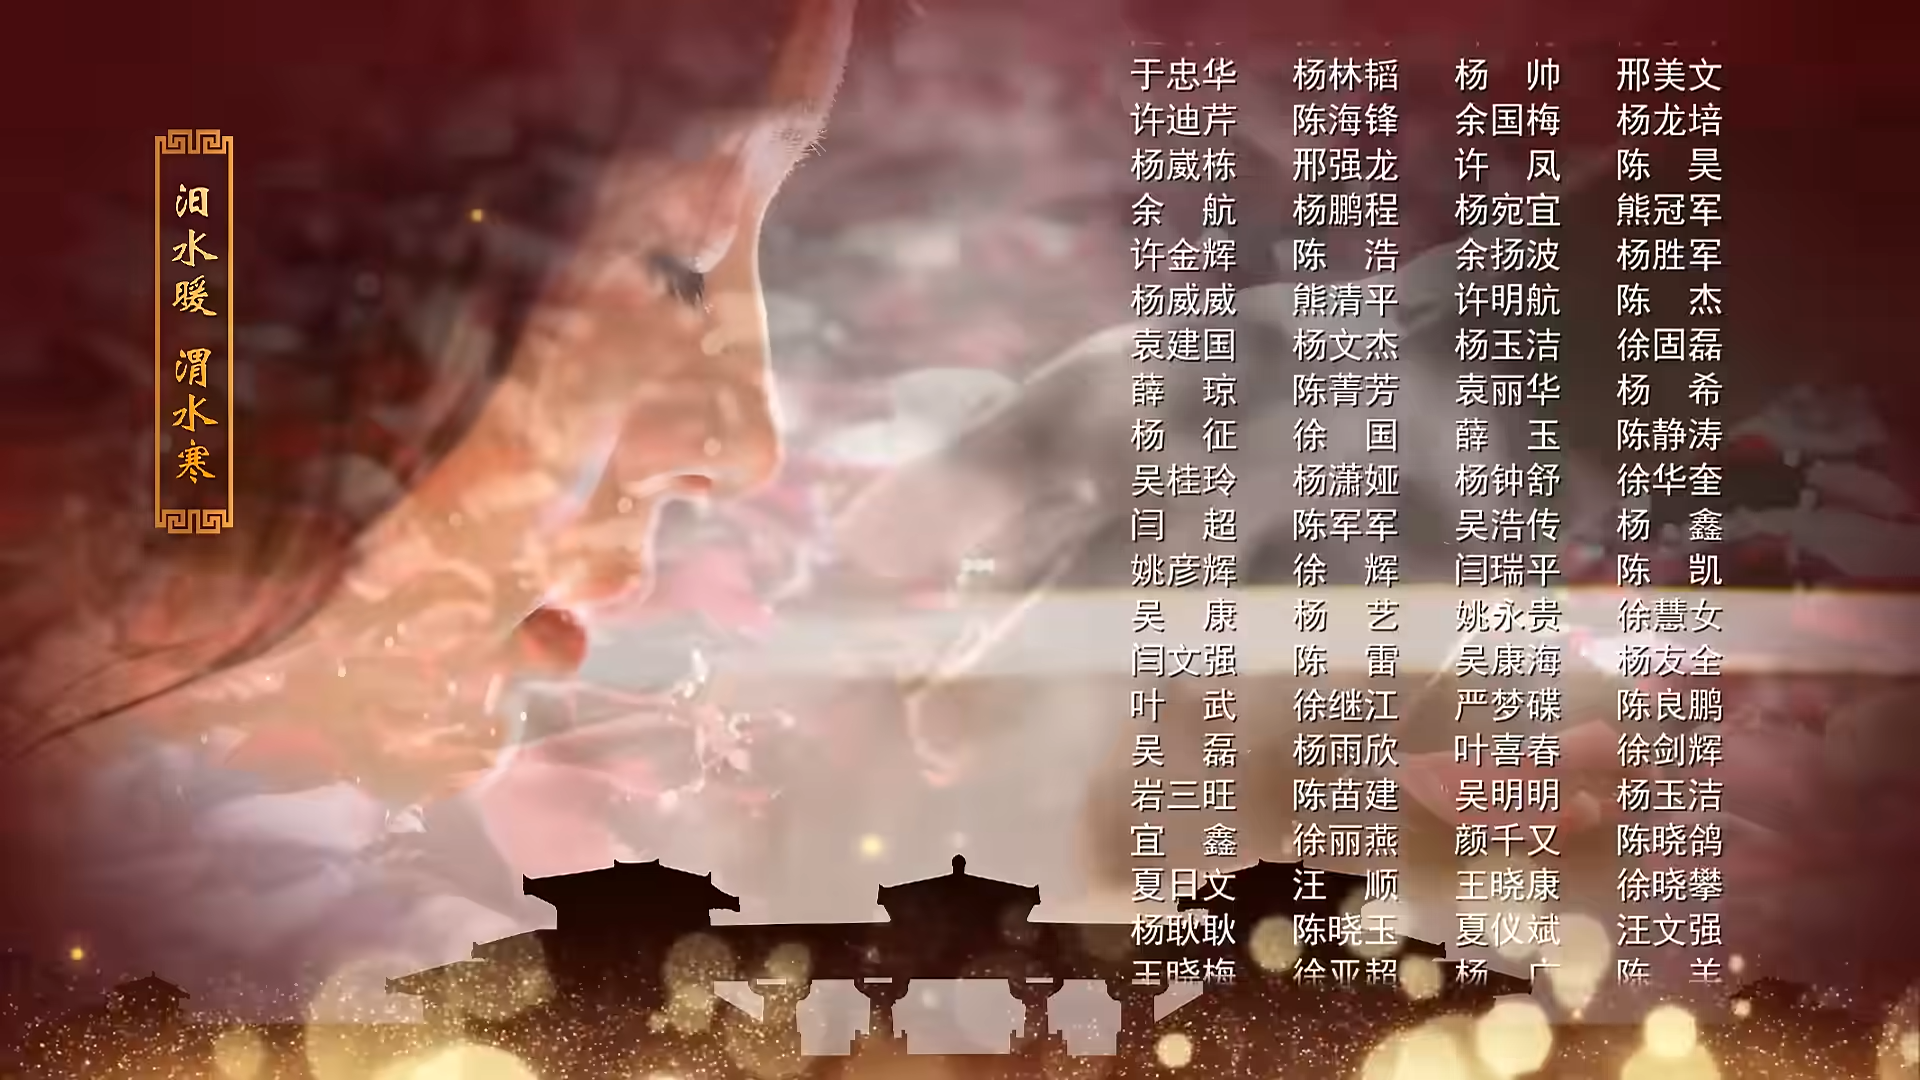 汨水暖 渭水寒
于忠华 杨林韬 杨 帅 邢美文
许迪芹 陈海锋 余国梅 杨龙培
杨崴栋 邢强龙 许 凤 陈 昊
余 航 杨鹏程 杨宛宜 熊冠军
许金辉 陈 浩 余扬波 杨胜军
杨威威 熊清平 许明航 陈 杰
袁建国 杨文杰 杨玉洁 徐固磊
薛 琼 陈菁芳 袁丽华 杨 希
杨 征 徐 国 薛 玉 陈静涛
吴桂玲 杨潇娅 杨钟舒 徐华奎
闫 超 陈军军 吴浩传 杨 鑫
姚彦辉 徐 辉 闫瑞平 陈 凯
吴 康 杨 艺 姚永贵 徐慧女
闫文强 陈 雷 吴康海 杨友全
叶 武 徐继江 严梦碟 陈良鹏
吴 磊 杨雨欣 叶喜春 徐剑辉
岩三旺 陈苗建 吴明明 杨玉洁
宜 鑫 徐丽燕 颜千又 陈晓鸽
夏日文 汪 顺 王晓康 徐晓攀
杨耿耿 陈晓玉 夏仪斌 汪文强
王晓梅 徐亚超 杨 广 陈